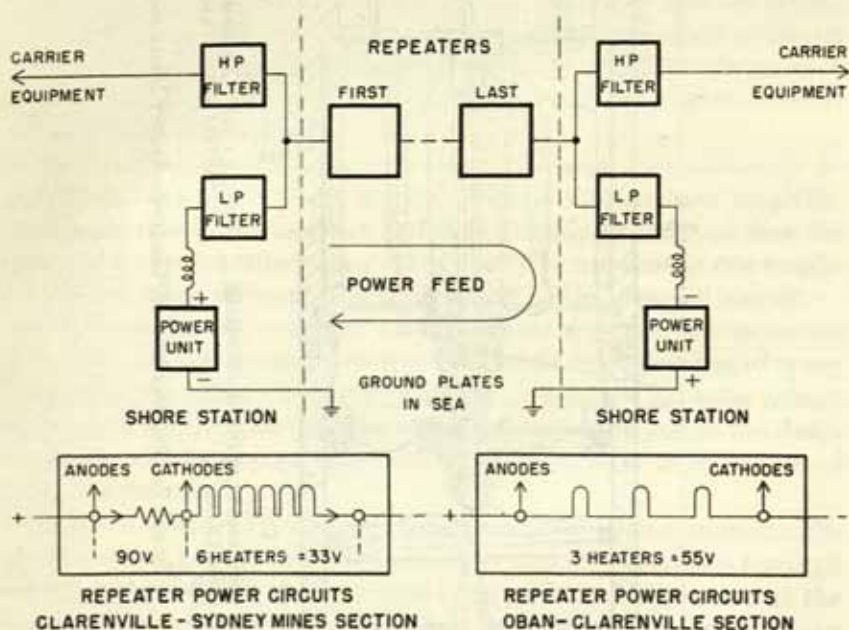 REPEATERS
CARRIER
EQUIPMENT
HP
FILTER
FIRST
LAST
HP
FILTER
CARRIER
EQUIPMENT
LP
FILTER
LP
FILTER
POWER FEED
+
POWER
UNIT
–
–
POWER
UNIT
+
GROUND PLATES
IN SEA
SHORE STATION
SHORE STATION
ANODES CATHODES
+
–
90V. 6 HEATERS = 33V
REPEATER POWER CIRCUITS
CLARENVILLE – SYDNEY MINES SECTION
ANODES CATHODES
+
–
3 HEATERS = 55V
REPEATER POWER CIRCUITS
OBAN – CLARENVILLE SECTION